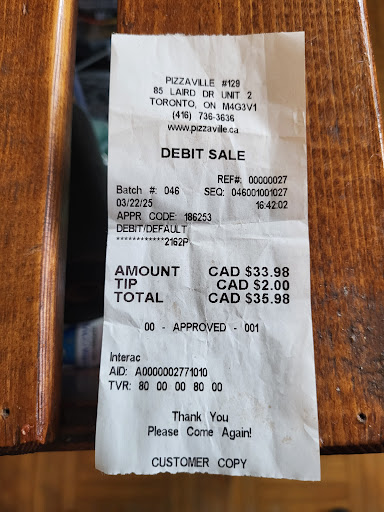 PIZZAVILLE #129
85 LAIRD DR UNIT 2
TORONTO, ON M4G3V1
(416) 736-3636
www.pizzaville.ca
DEBIT SALE
REF#: 00000027
Batch #: 046 SEQ: 046001001027
03/22/25 16:42:02
APPR CODE: 186253
DEBIT/DEFAULT
************2162P
AMOUNT CAD $33.98
TIP CAD $2.00
TOTAL CAD $35.98
00 - APPROVED - 001
Interac
AID: A0000002771010
TVR: 80 00 00 80 00
Thank You
Please Come Again!
CUSTOMER COPY